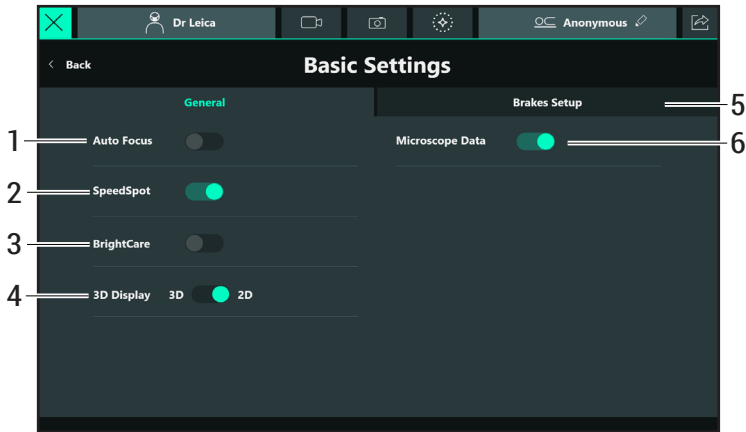 Dr Leica
Anonymous
Back
Basic Settings
General
Brakes Setup
5
1
Auto Focus
Microscope Data
6
2
SpeedSpot
3
BrightCare
4
3D Display 3D 2D